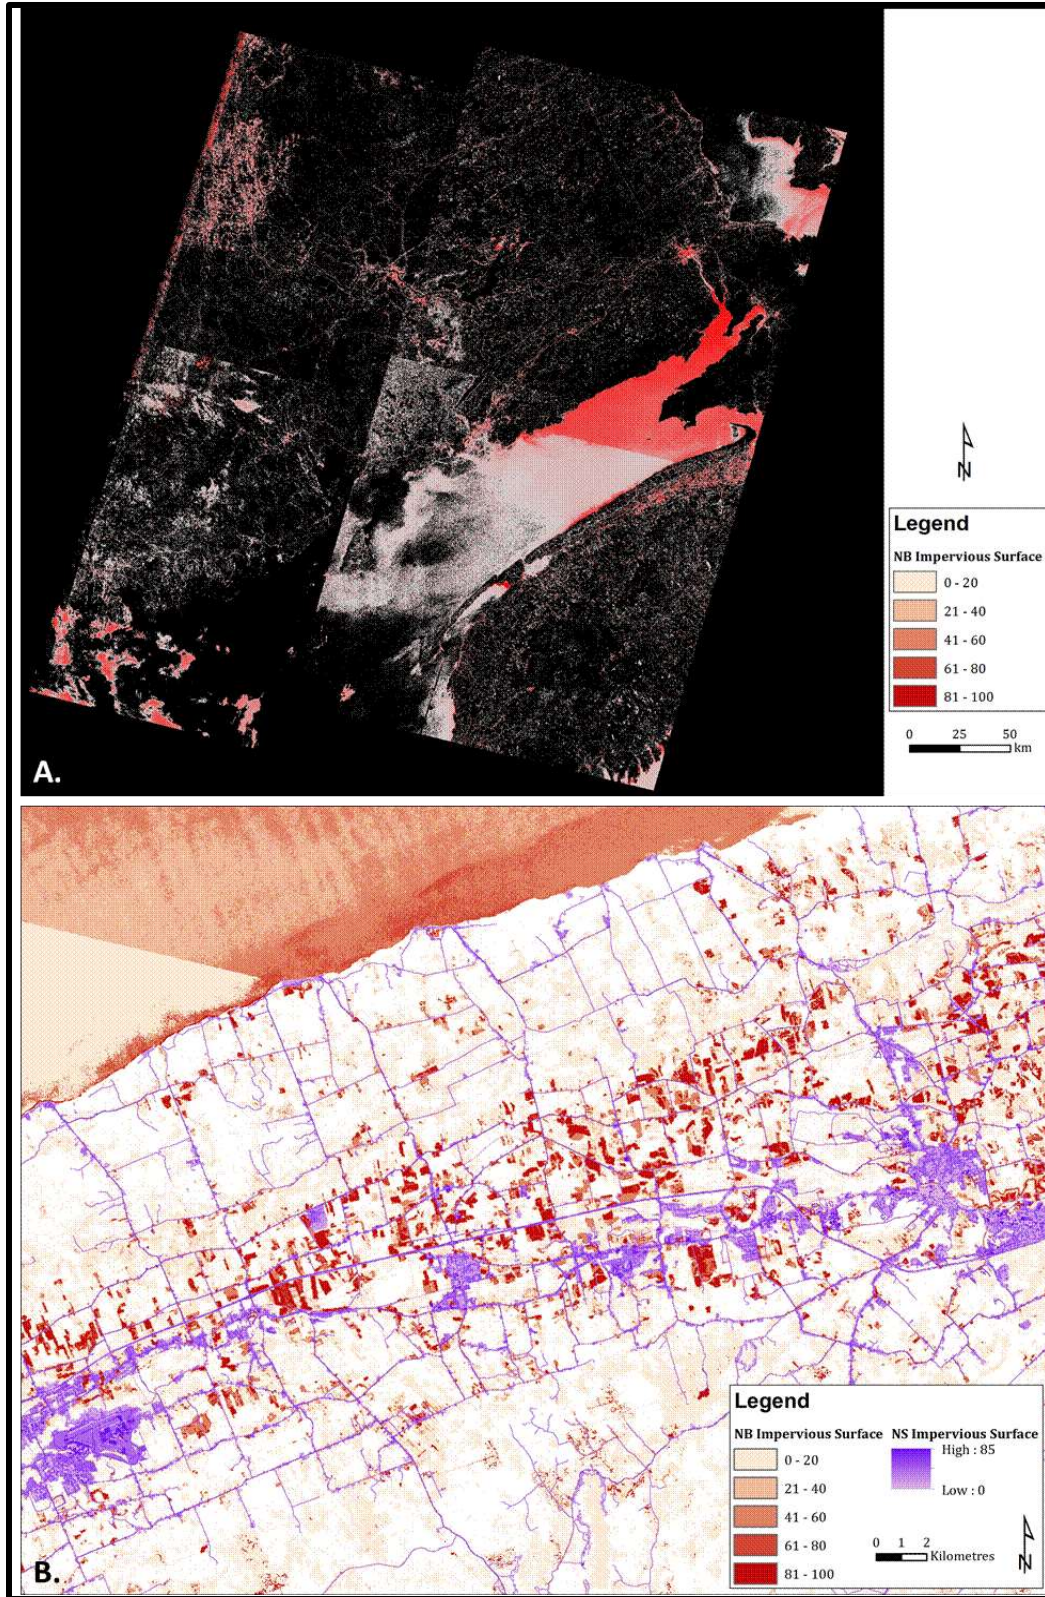 N
Legend
NB Impervious Surface
0 - 20
21 - 40
41 - 60
61 - 80
81 - 100
0 25 50
km
A.
Legend
NB Impervious Surface NS Impervious Surface
0 - 20 High : 85
21 - 40 Low : 0
41 - 60
61 - 80
81 - 100
0 1 2
Kilometres
N
B.